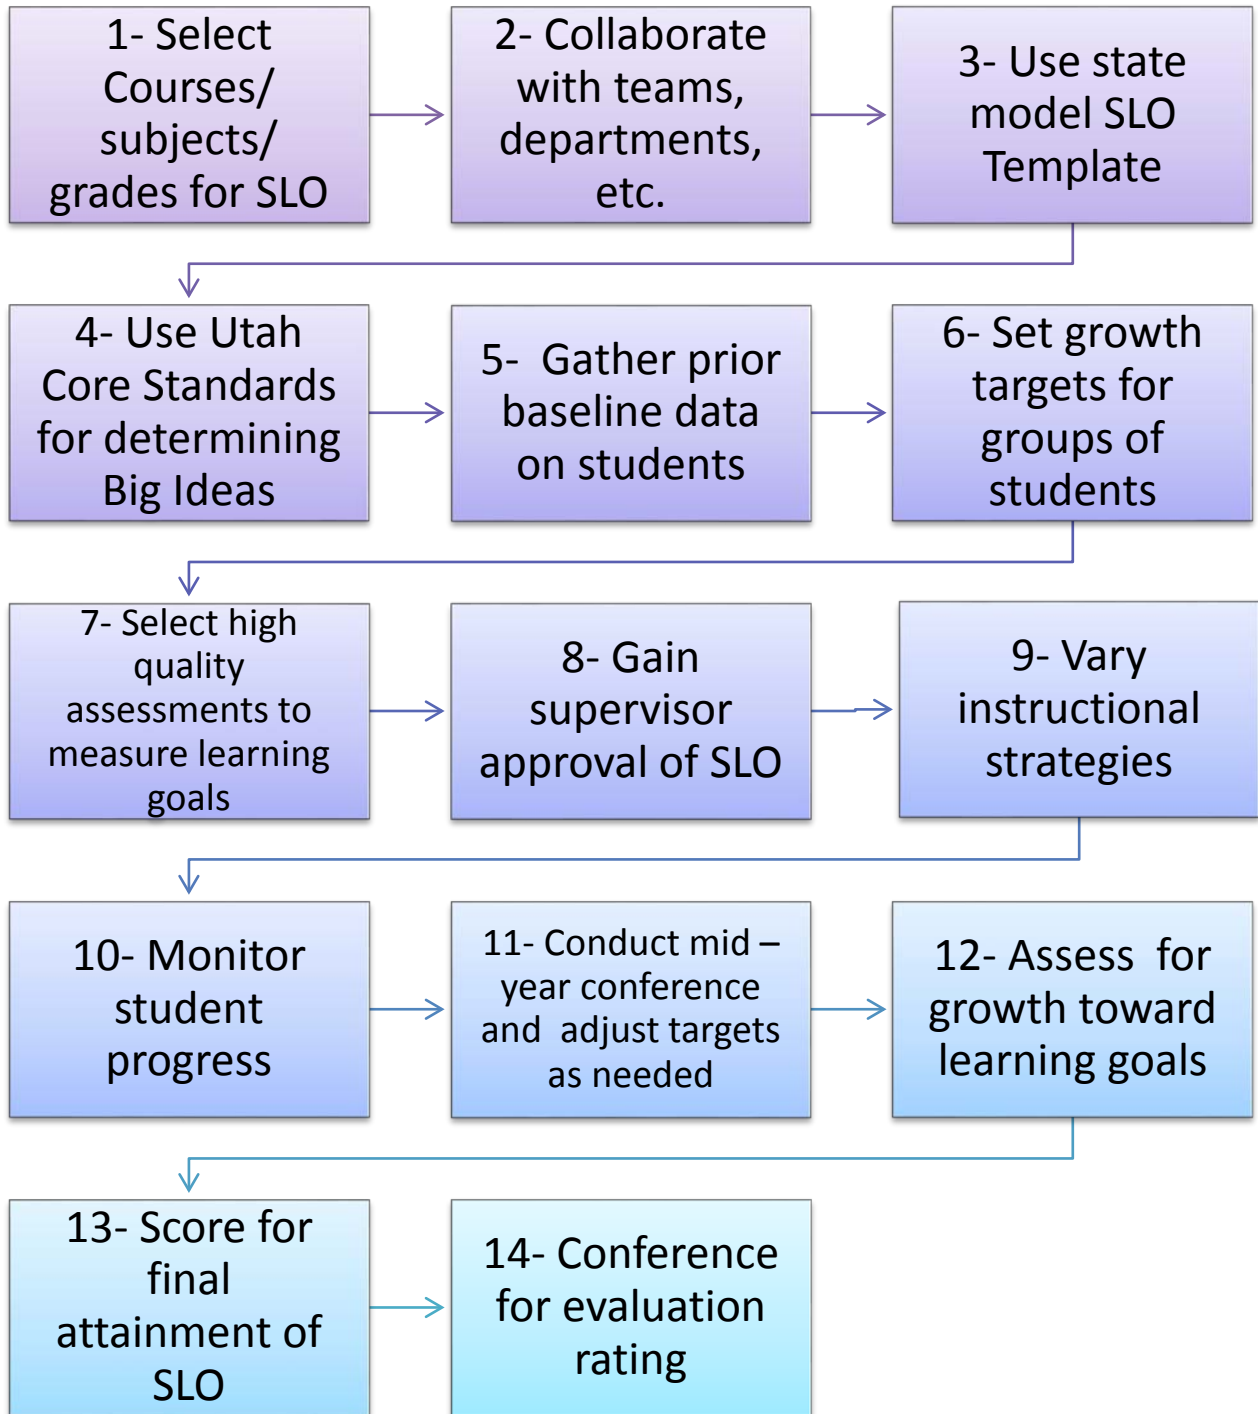 1- Select
Courses/
subjects/
grades for SLO
2- Collaborate
with teams,
departments,
etc.
3- Use state
model SLO
Template
4- Use Utah
Core Standards
for determining
Big Ideas
5-  Gather prior
baseline data
on students
6- Set growth
targets for
groups of
students
7- Select high
quality
assessments to
measure learning
goals
8- Gain
supervisor
approval of SLO
9- Vary
instructional
strategies
10- Monitor
student
progress
11- Conduct mid –
year conference
and  adjust targets
as needed
12- Assess  for
growth toward
learning goals
13- Score for
final
attainment of
SLO
14- Conference
for evaluation
rating